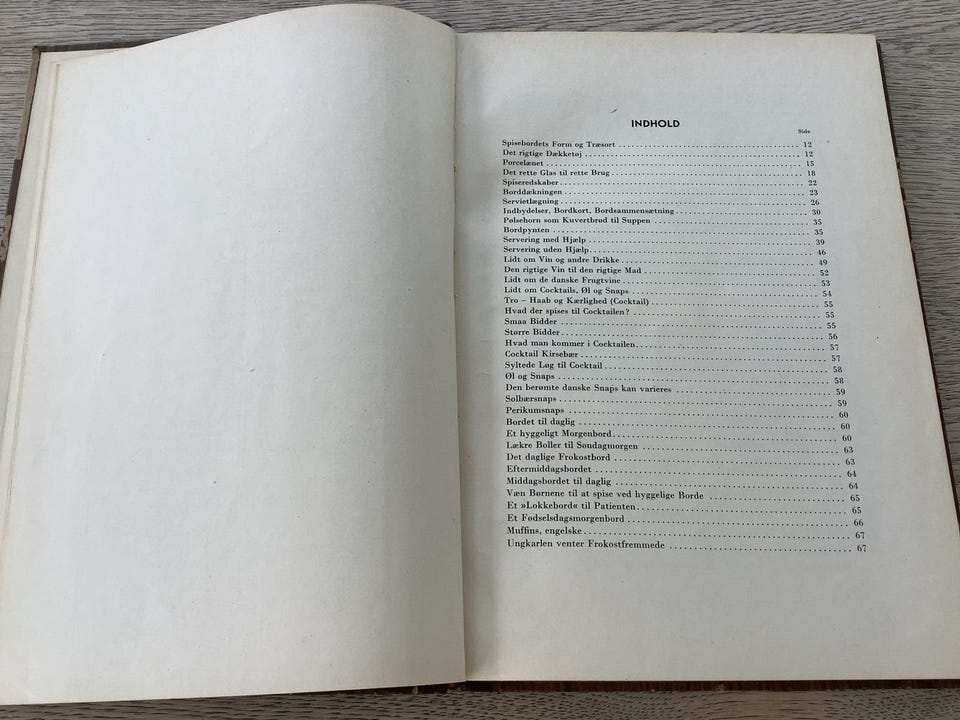 INDHOLD
Side
Spisebordets Form og Træsort 12
Det rigtige Dækketøj 12
Porcelænet 15
Det rette Glas til rette Brug 18
Spiseredskaber 22
Borddækningen 23
Servietlægning 26
Indbydelser, Bordkort, Bordsammensætning 30
Pølsehorn som Kuvertbrød til Suppen 35
Bordpynten 35
Servering med Hjælp 39
Servering uden Hjælp 46
Lidt om Vin og andre Drikke 49
Den rigtige Vin til den rigtige Mad 52
Lidt om de danske Frugtvine 53
Lidt om Cocktails, Øl og Snaps 54
Tro – Haab og Kærlighed (Cocktail) 55
Hvad der spises til Cocktailen? 55
Smaa Bidder 55
Større Bidder 56
Hvad man kommer i Cocktailen 57
Cocktail Kirsebær 57
Syltede Løg til Cocktail 58
Øl og Snaps 58
Den berømte danske Snaps kan varieres 59
Solbærsnaps 59
Perikumsnaps 60
Bordet til daglig 60
Et hyggeligt Morgenbord 60
Lækre Boller til Søndagmorgen 63
Det daglige Frokostbord 63
Eftermiddagsbordet 64
Middagsbordet til daglig 64
Væn Børnene til at spise ved hyggelige Borde 65
Et »Lokkebord« til Patienten 65
Et Fødselsdagsmorgenbord 66
Muffins, engelske 67
Ungkarlen venter Frokostfremmede 67